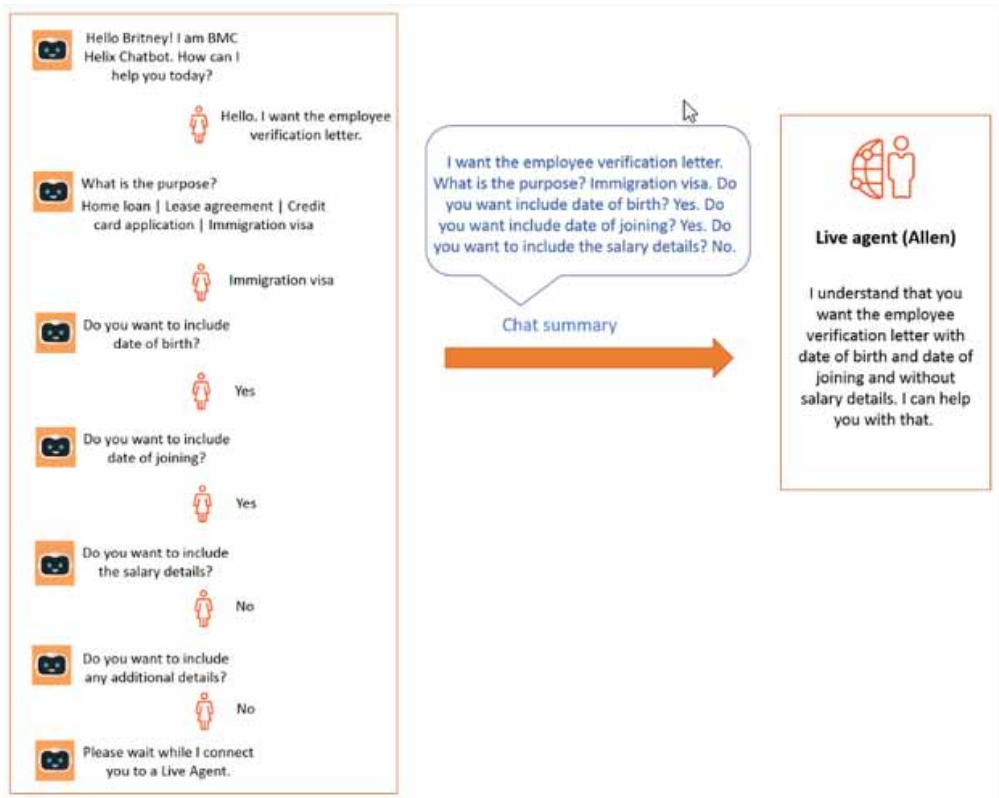 Hello Britney! I am BMC
Helix Chatbot. How can I
help you today?
Hello. I want the employee
verification letter.
What is the purpose?
Home loan | Lease agreement | Credit
card application | Immigration visa
Immigration visa
Do you want to include
date of birth?
Yes
Do you want to include
date of joining?
Yes
Do you want to include
the salary details?
No
Do you want to include
any additional details?
No
Please wait while I connect
you to a Live Agent.
I want the employee verification letter.
What is the purpose? Immigration visa. Do
you want include date of birth? Yes. Do
you want include date of joining? Yes. Do
you want to include the salary details? No.
Chat summary
Live agent (Allen)
I understand that you
want the employee
verification letter with
date of birth and date of
joining and without
salary details. I can help
you with that.